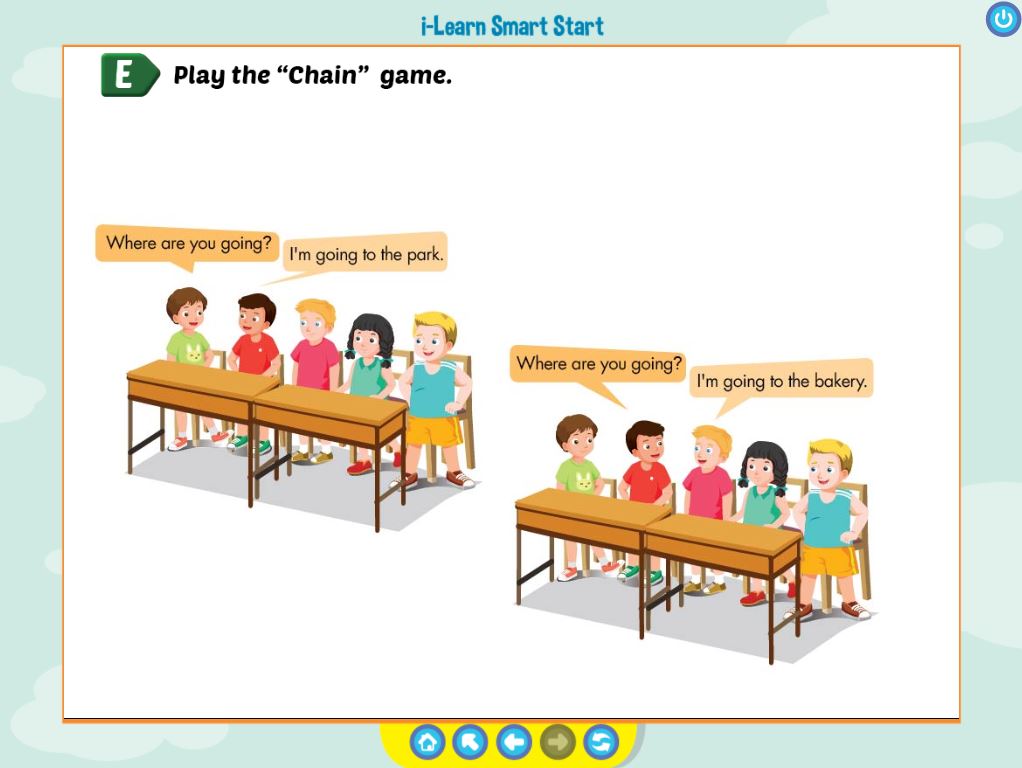 i-Learn Smart Start
E Play the “Chain” game.
Where are you going?
I'm going to the park.
Where are you going?
I'm going to the bakery.